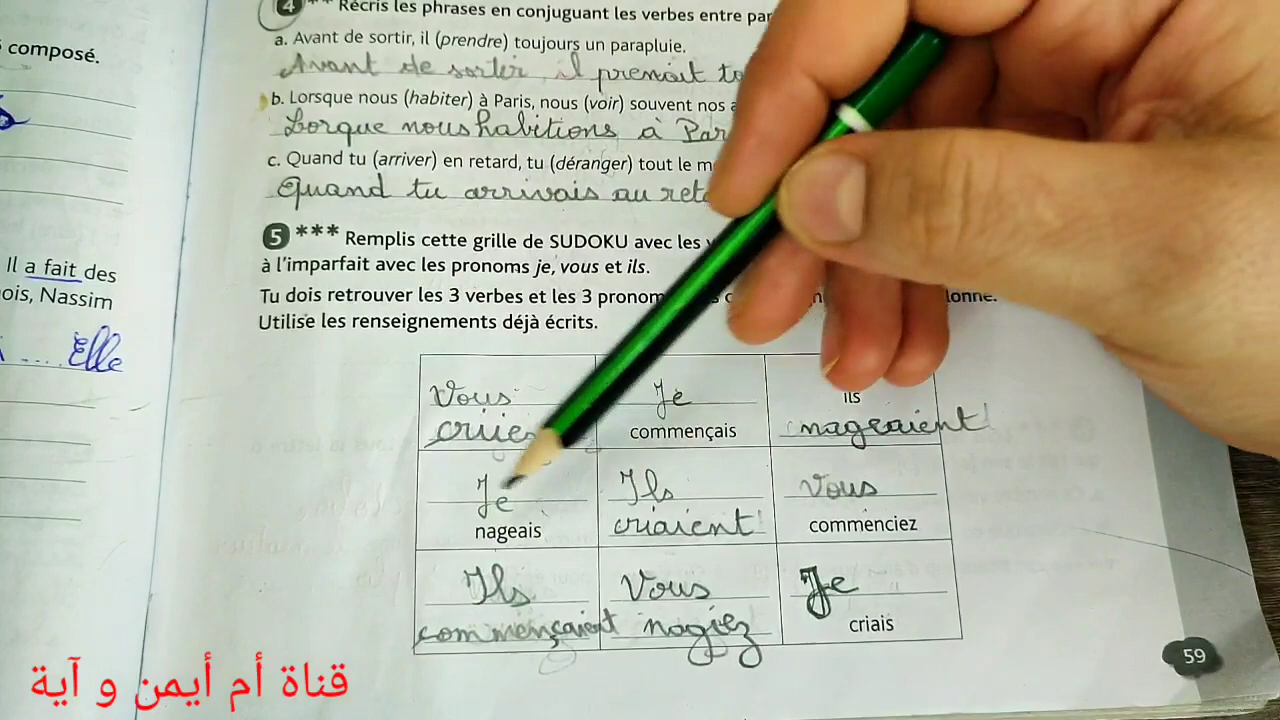 composé.
Il a fait des
ois, Nassim
.... Elle
4 ** Récris les phrases en conjuguant les verbes entre par
a. Avant de sortir, il (prendre) toujours un parapluie.
Avant de sortir, il prenait to
b. Lorsque nous (habiter) à Paris, nous (voir) souvent nos a
Lorque nous habitions à Par
c. Quand tu (arriver) en retard, tu (déranger) tout le m
Quand tu arrivais au reta
5 *** Remplis cette grille de SUDOKU avec les
à l'imparfait avec les pronoms je, vous et ils.
Tu dois retrouver les 3 verbes et les 3 pronom
Utilise les renseignements déjà écrits.
Vous Je ils
criie commençais nageaient
Je Ils Vous
nageais criaient commenciez
Ils Vous Je
commençaient nagiez criais
59
قناة أم أيمن و آية